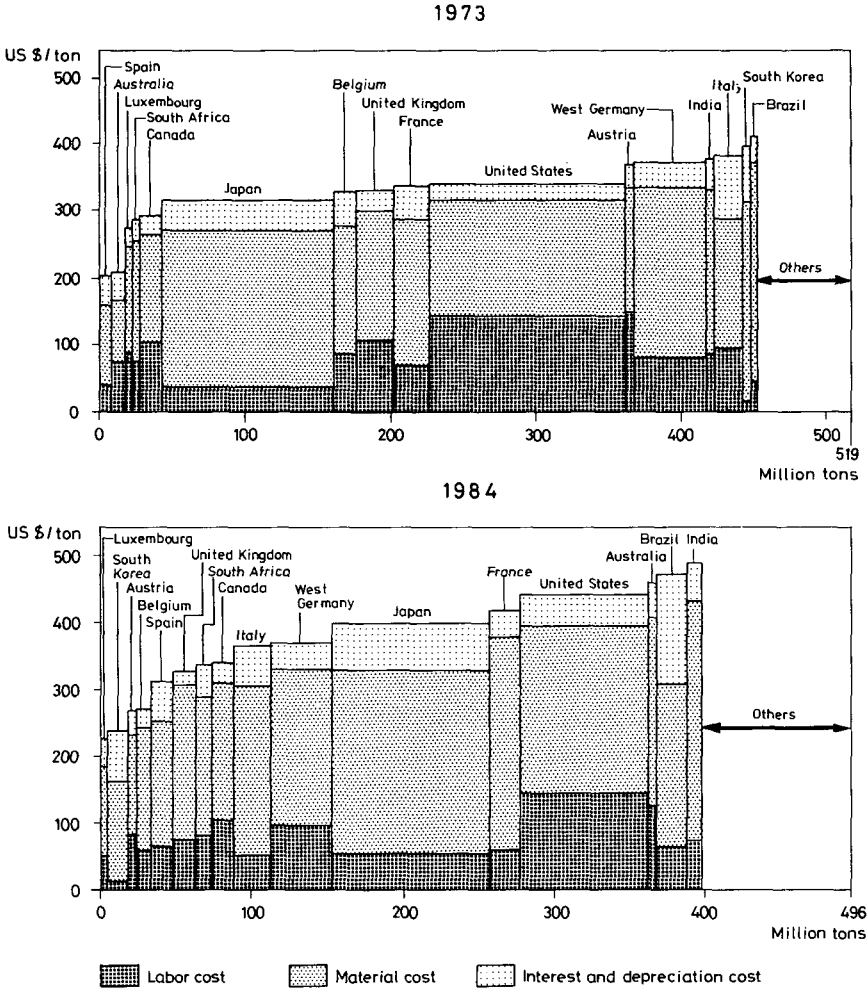 1973
US $/ton
500
400
300
200
100
0
Spain
Australia
Luxembourg
South Africa
Canada
Japan
Belgium
United Kingdom
France
United States
Austria
West Germany
India
Italy
South Korea
Brazil
Others
0
100
200
300
400
500
519
Million tons
1984
US $/ton
500
400
300
200
100
0
Luxembourg
South
Korea
Austria
Belgium
Spain
United Kingdom
South Africa
Canada
Italy
West
Germany
Japan
France
United States
Australia
Brazil
India
Others
0
100
200
300
400
496
Million tons
Labor cost
Material cost
Interest and depreciation cost